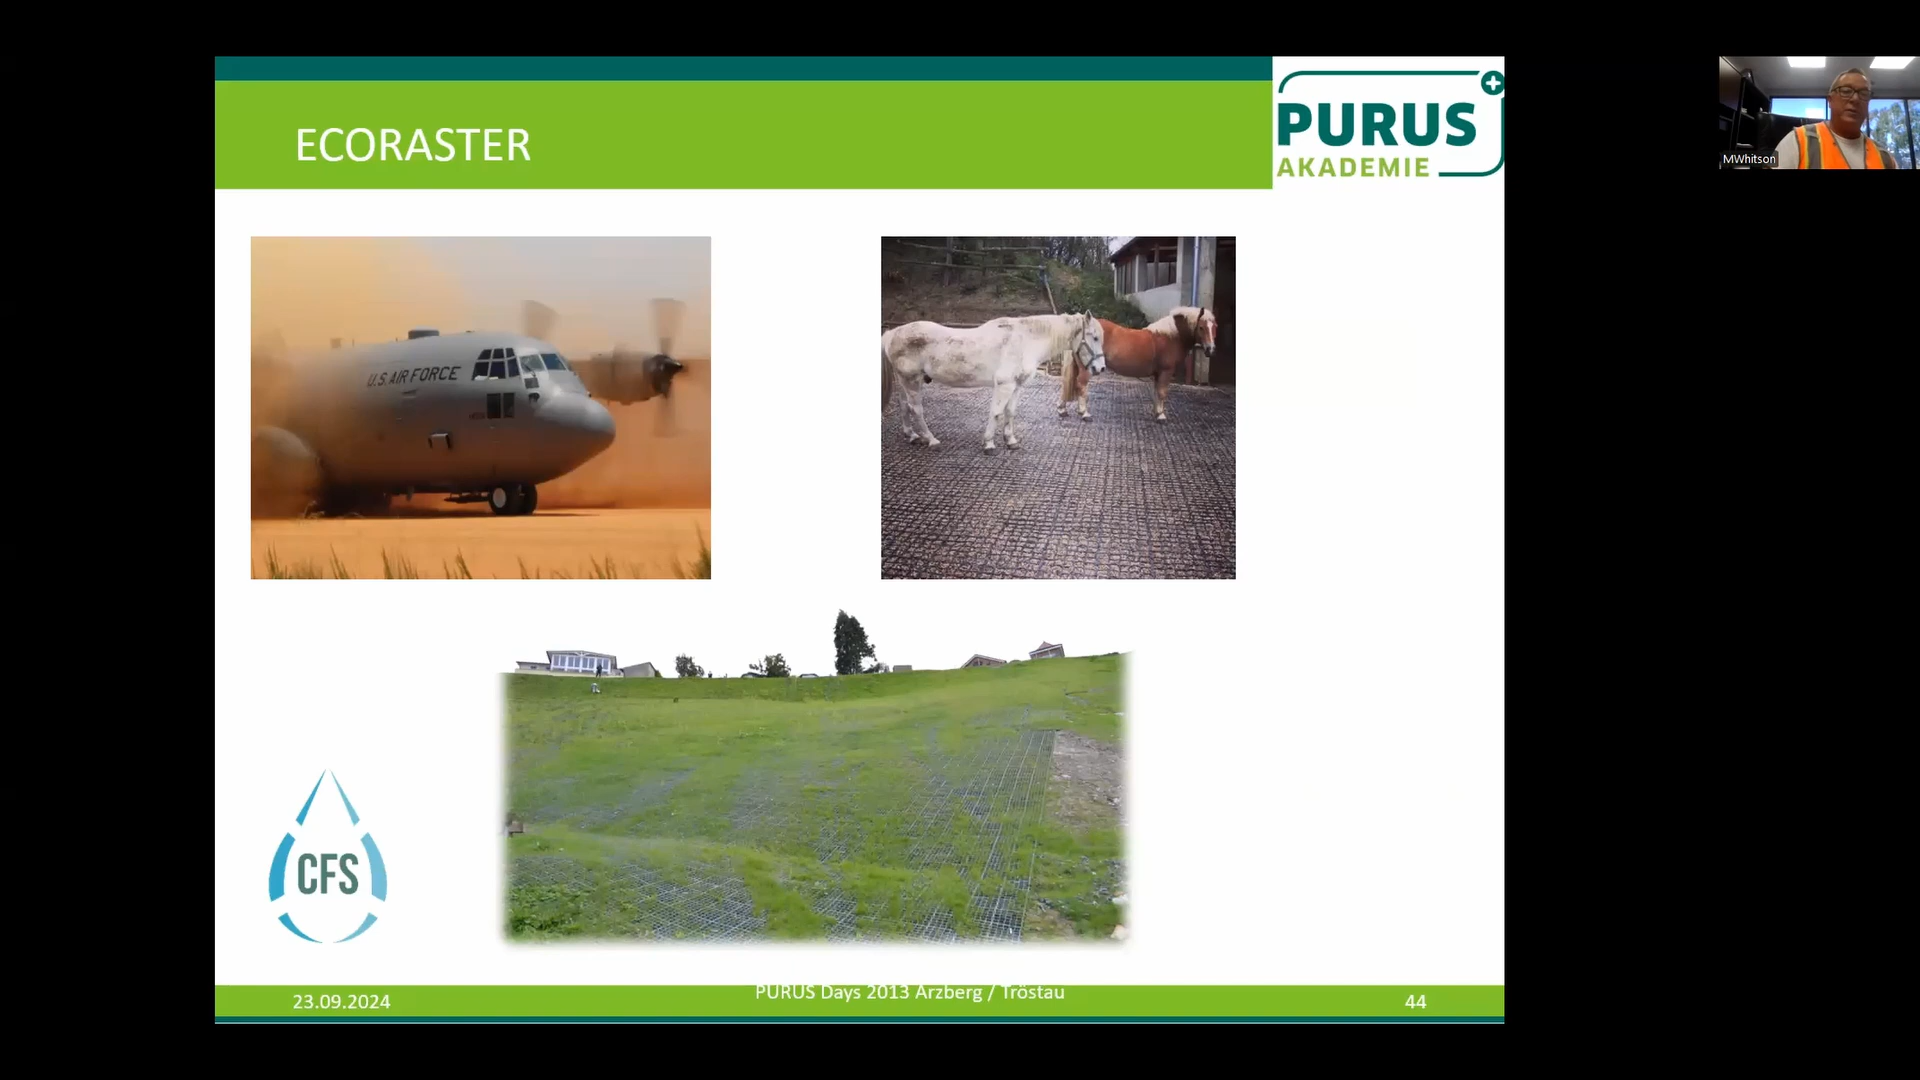 ECORASTER
PURUS
AKADEMIE
MWhitson
U.S. AIR FORCE
CFS
23.09.2024
PURUS Days 2013 Arzberg / Tröstau
44